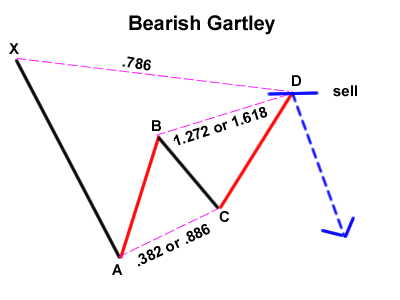 Bearish Gartley
X
.786
D
sell
B
1.272 or 1.618
C
.382 or .886
A